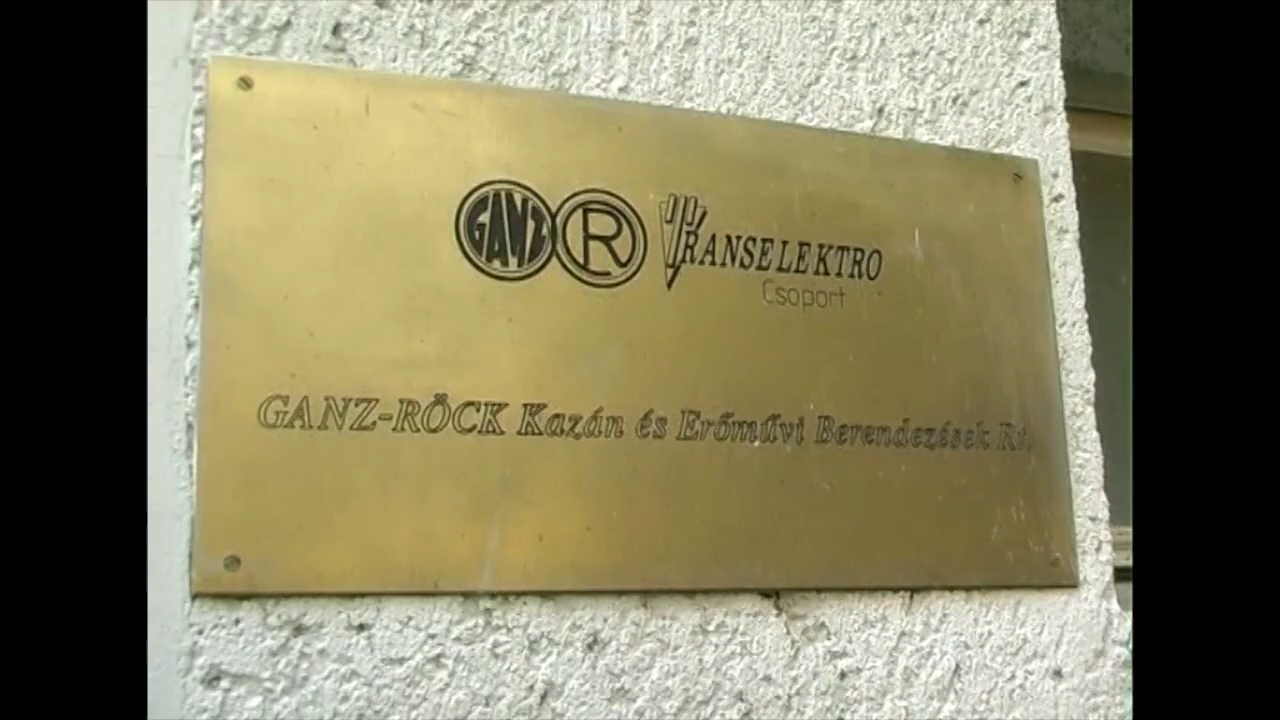 GANZ R TRANSELEKTRO
Csoport
GANZ-RÖCK Kazán és Erőművi Berendezések Rt.